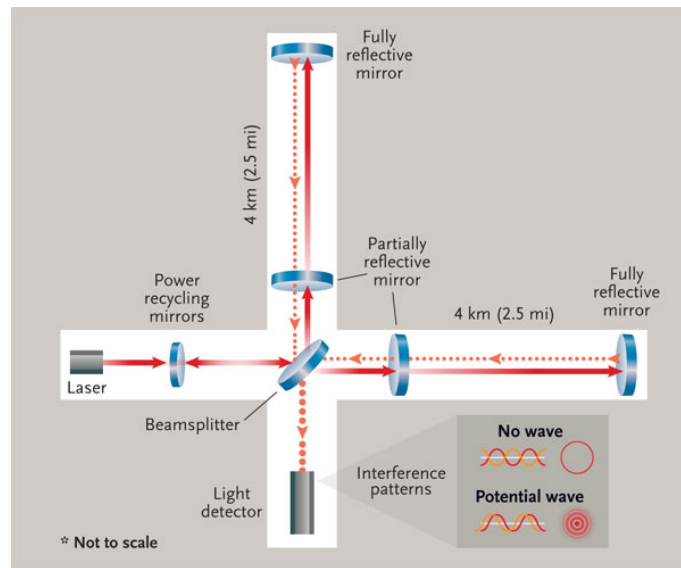 Fully
reflective
mirror
4 km (2.5 mi)
Partially
reflective
mirror
Power
recycling
mirrors
Fully
reflective
mirror
4 km (2.5 mi)
Laser
Beamsplitter
No wave
Interference
patterns
Potential wave
Light
detector
* Not to scale